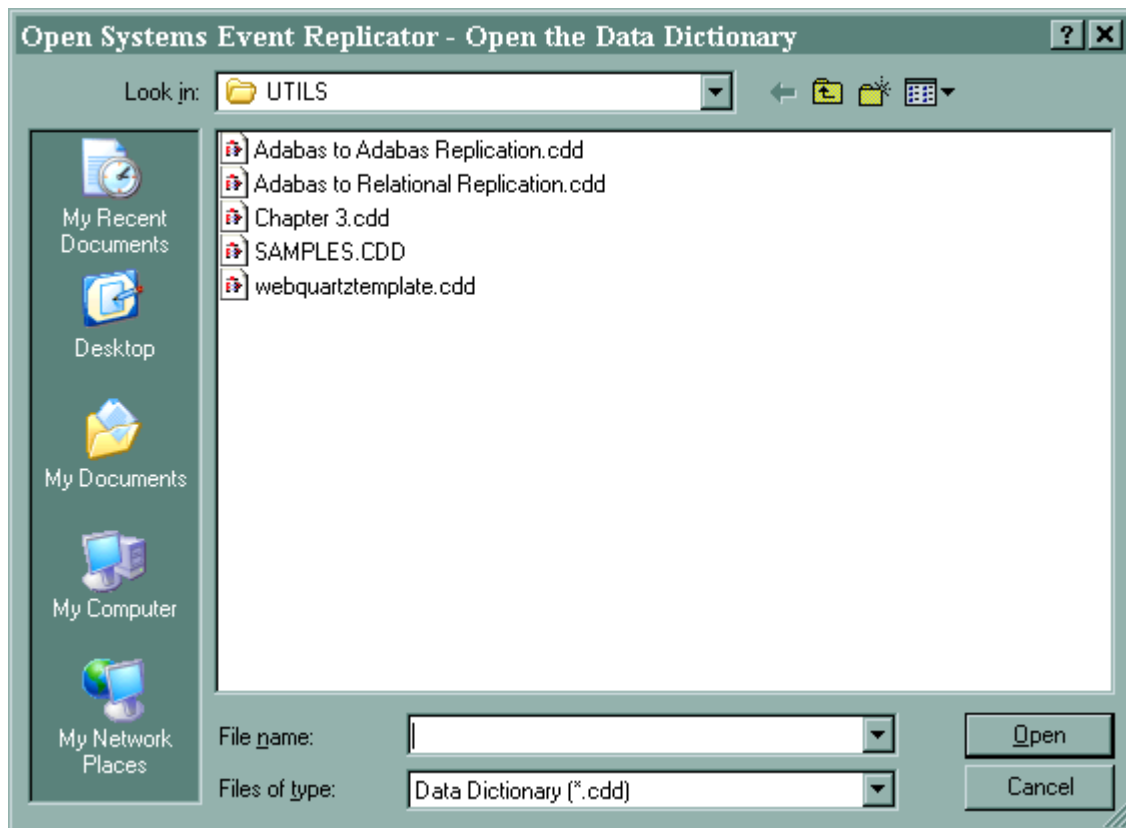 Open Systems Event Replicator - Open the Data Dictionary
Look in:
UTILS
My Recent
Documents
Desktop
My Documents
My Computer
My Network
Places
Adabas to Adabas Replication.cdd
Adabas to Relational Replication.cdd
Chapter 3.cdd
SAMPLES.CDD
webquartztemplate.cdd
File name:
Open
Files of type:
Data Dictionary (*.cdd)
Cancel